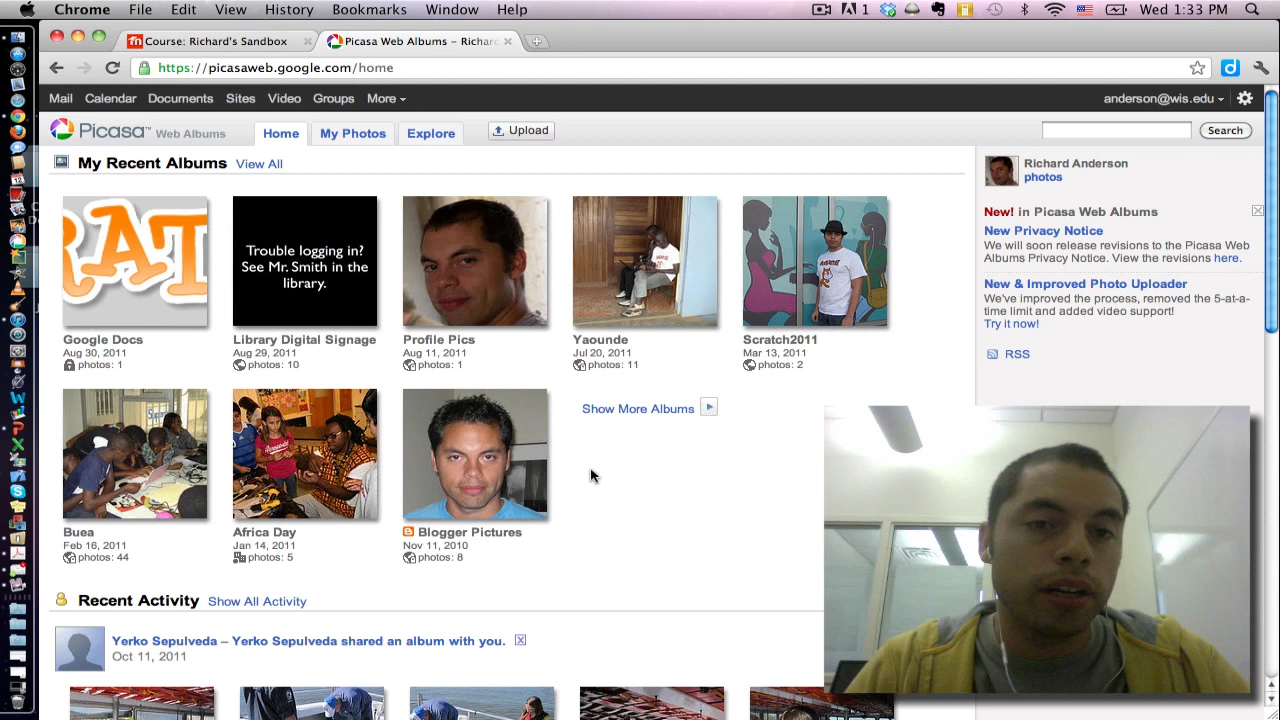 Chrome File Edit View History Bookmarks Window Help 1 Wed 1:33 PM
Course: Richard's Sandbox Picasa Web Albums – Richar
https://picasaweb.google.com/home
Mail Calendar Documents Sites Video Groups More anderson@wis.edu
Picasa™ Web Albums Home My Photos Explore Upload Search
My Recent Albums View All
RAT
Trouble logging in?
See Mr. Smith in the
library.
Google Docs
Aug 30, 2011
photos: 1
Library Digital Signage
Aug 29, 2011
photos: 10
Profile Pics
Aug 11, 2011
photos: 1
Yaounde
Jul 20, 2011
photos: 11
Scratch2011
Mar 13, 2011
photos: 2
Buea
Feb 16, 2011
photos: 44
Africa Day
Jan 14, 2011
photos: 5
Blogger Pictures
Nov 11, 2010
photos: 8
Show More Albums
Recent Activity Show All Activity
Yerko Sepulveda – Yerko Sepulveda shared an album with you.
Oct 11, 2011
Richard Anderson
photos
New! in Picasa Web Albums
New Privacy Notice
We will soon release revisions to the Picasa Web
Albums Privacy Notice. View the revisions here.
New & Improved Photo Uploader
We've improved the process, removed the 5-at-a-
time limit and added video support!
Try it now!
RSS